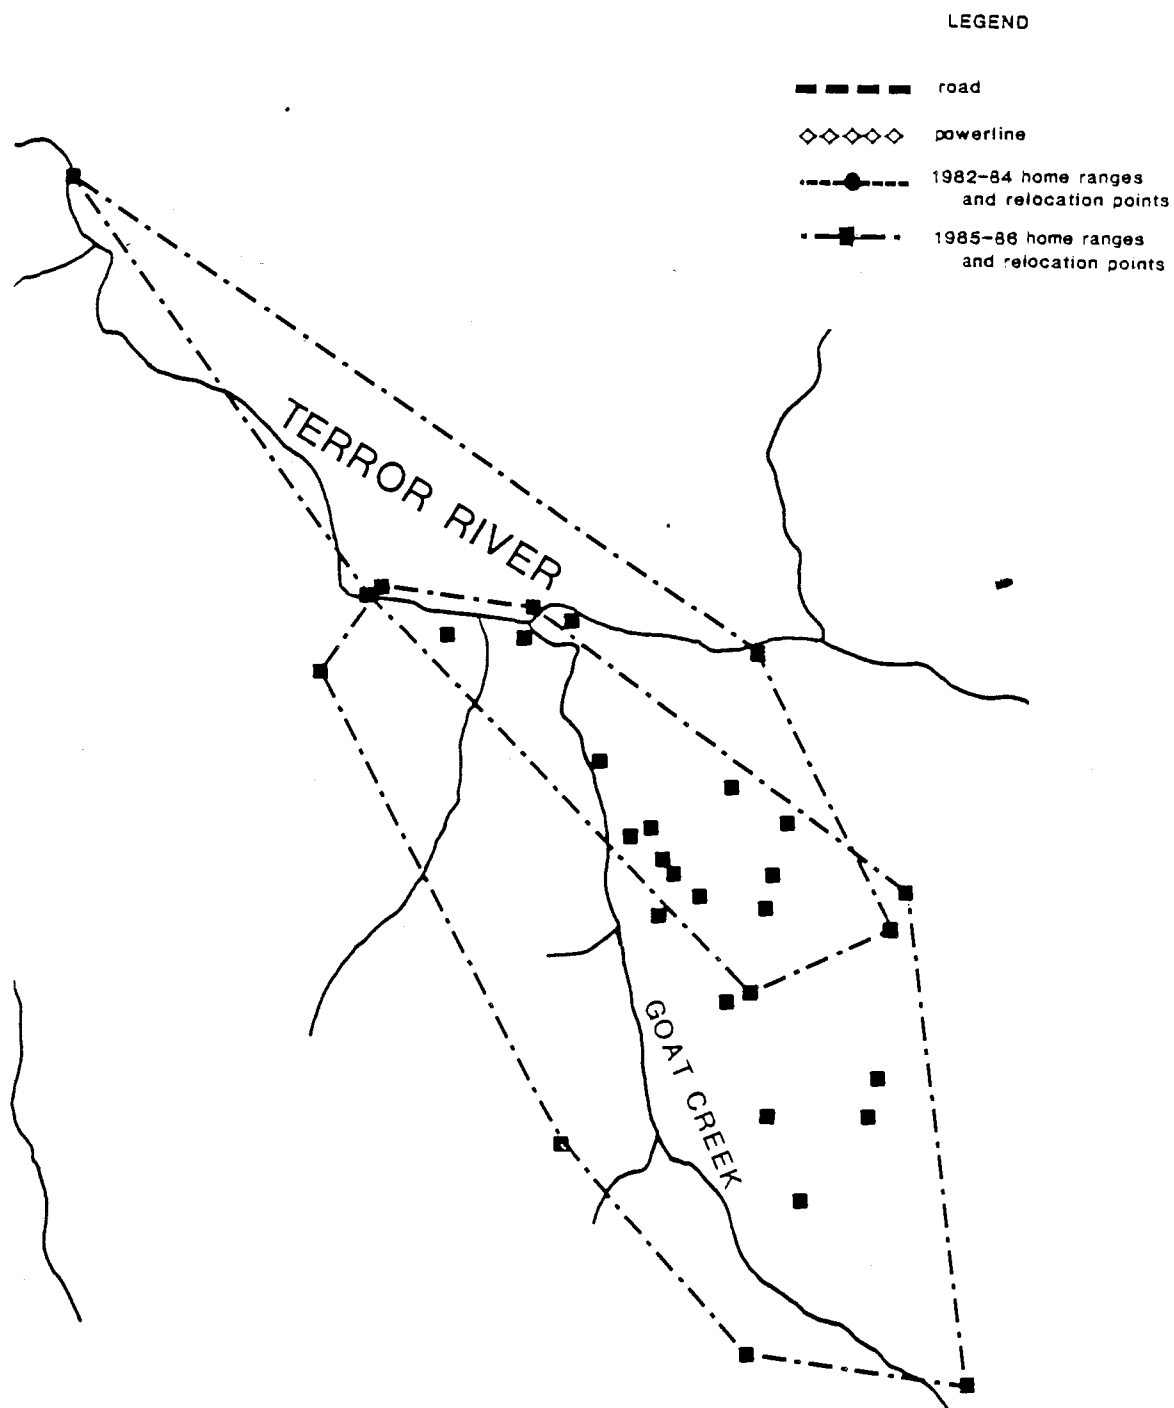 LEGEND
road
powerline
1982-84 home ranges
and relocation points
1985-86 home ranges
and relocation points
TERROR RIVER
GOAT CREEK